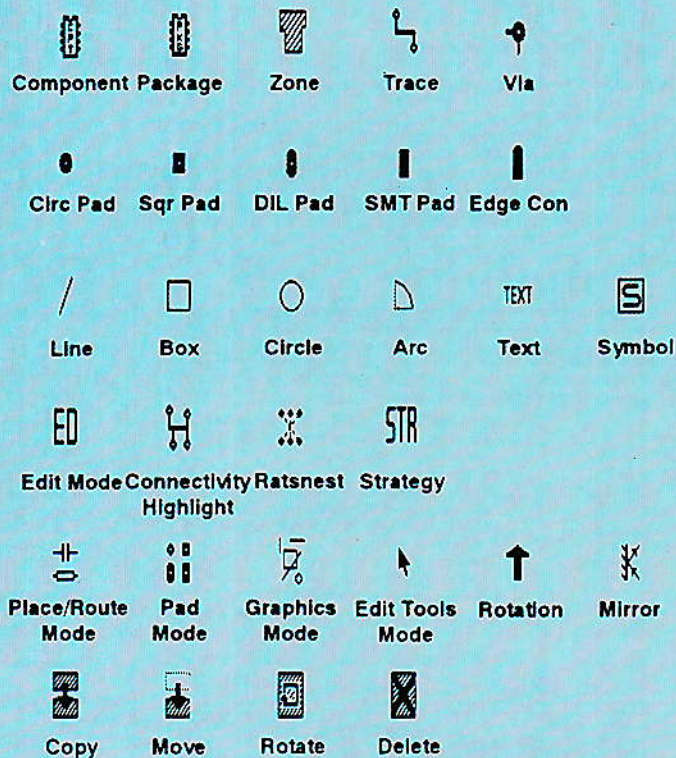 Component Package Zone Trace Via
Circ Pad Sqr Pad DIL Pad SMT Pad Edge Con
TEXT
Line Box Circle Arc Text Symbol
ED STR
Edit Mode Connectivity Highlight Ratsnest Strategy
Place/Route Mode Pad Mode Graphics Mode Edit Tools Mode Rotation Mirror
Copy Move Rotate Delete